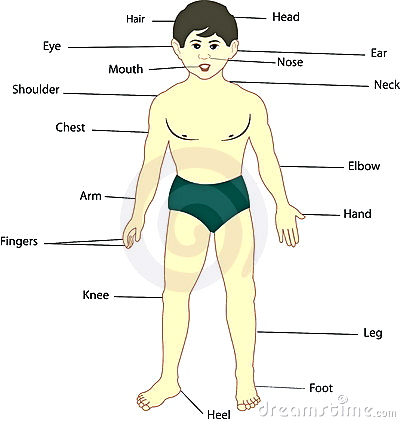 Hair
Head
Eye
Ear
Mouth
Nose
Neck
Shoulder
Chest
Elbow
Arm
Hand
Fingers
Knee
Leg
Foot
Heel
dreamstime.com